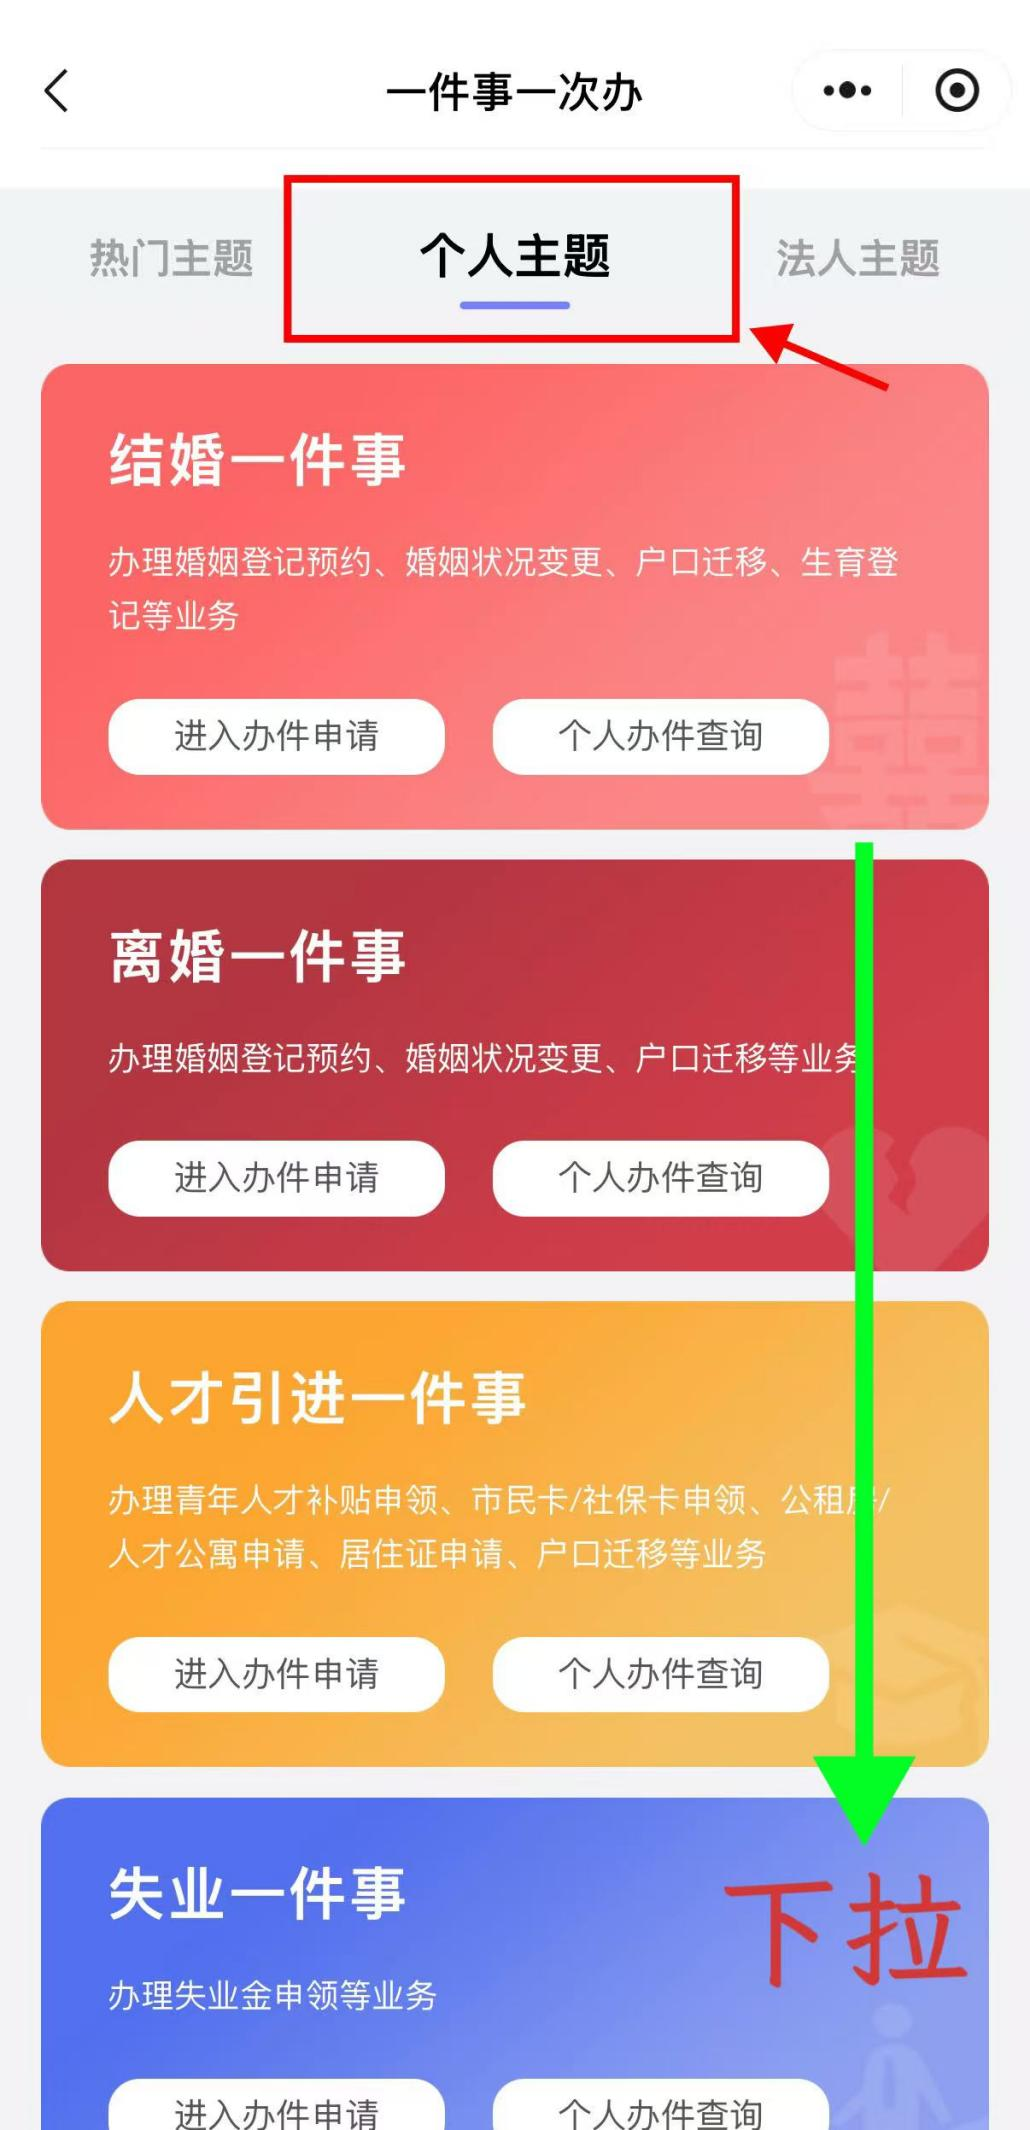 一件事一次办
热门主题
个人主题
法人主题
结婚一件事
办理婚姻登记预约、婚姻状况变更、户口迁移、生育登
记等业务
进入办件申请
个人办件查询
离婚一件事
办理婚姻登记预约、婚姻状况变更、户口迁移等业务
进入办件申请
个人办件查询
人才引进一件事
办理青年人才补贴申领、市民卡/社保卡申领、公租房/
人才公寓申请、居住证申请、户口迁移等业务
进入办件申请
个人办件查询
失业一件事
下拉
办理失业金申领等业务
进入办件申请
个人办件查询